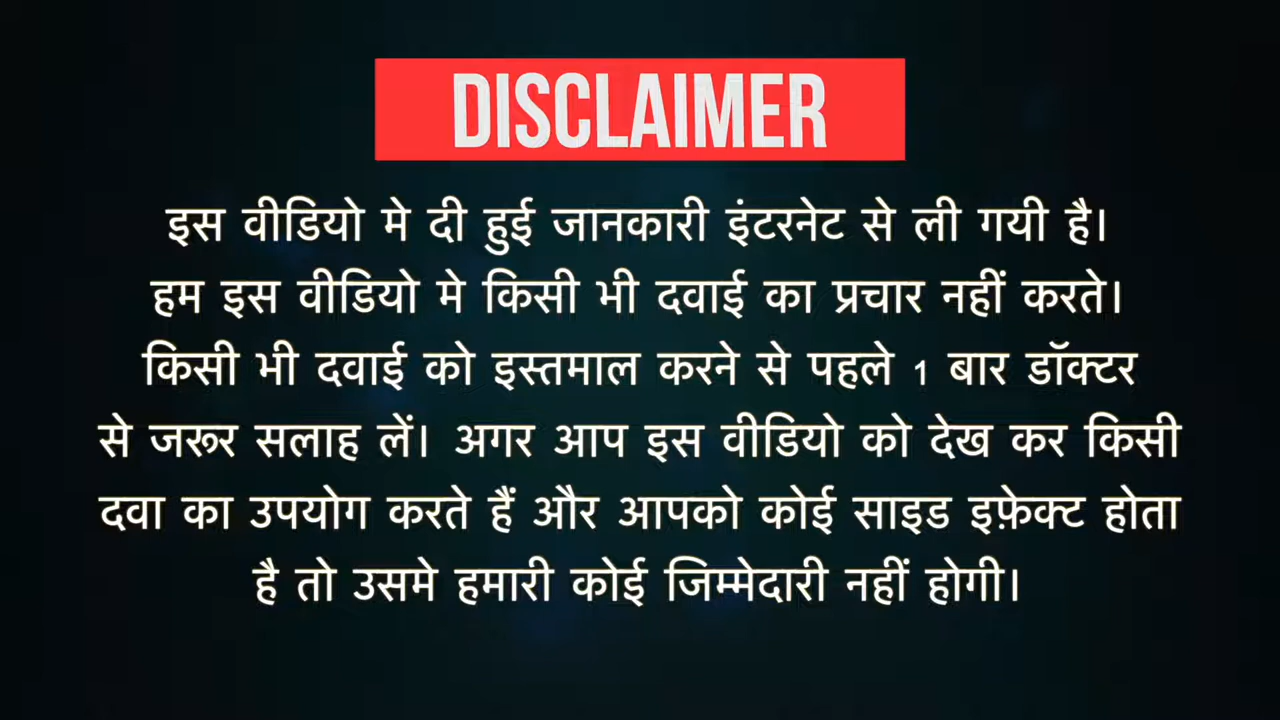 DISCLAIMER
इस वीडियो मे दी हुई जानकारी इंटरनेट से ली गयी है।
हम इस वीडियो मे किसी भी दवाई का प्रचार नहीं करते।
किसी भी दवाई को इस्तमाल करने से पहले 1 बार डॉक्टर
से जरूर सलाह लें। अगर आप इस वीडियो को देख कर किसी
दवा का उपयोग करते हैं और आपको कोई साइड इफ़ेक्ट होता
है तो उसमे हमारी कोई जिम्मेदारी नहीं होगी।